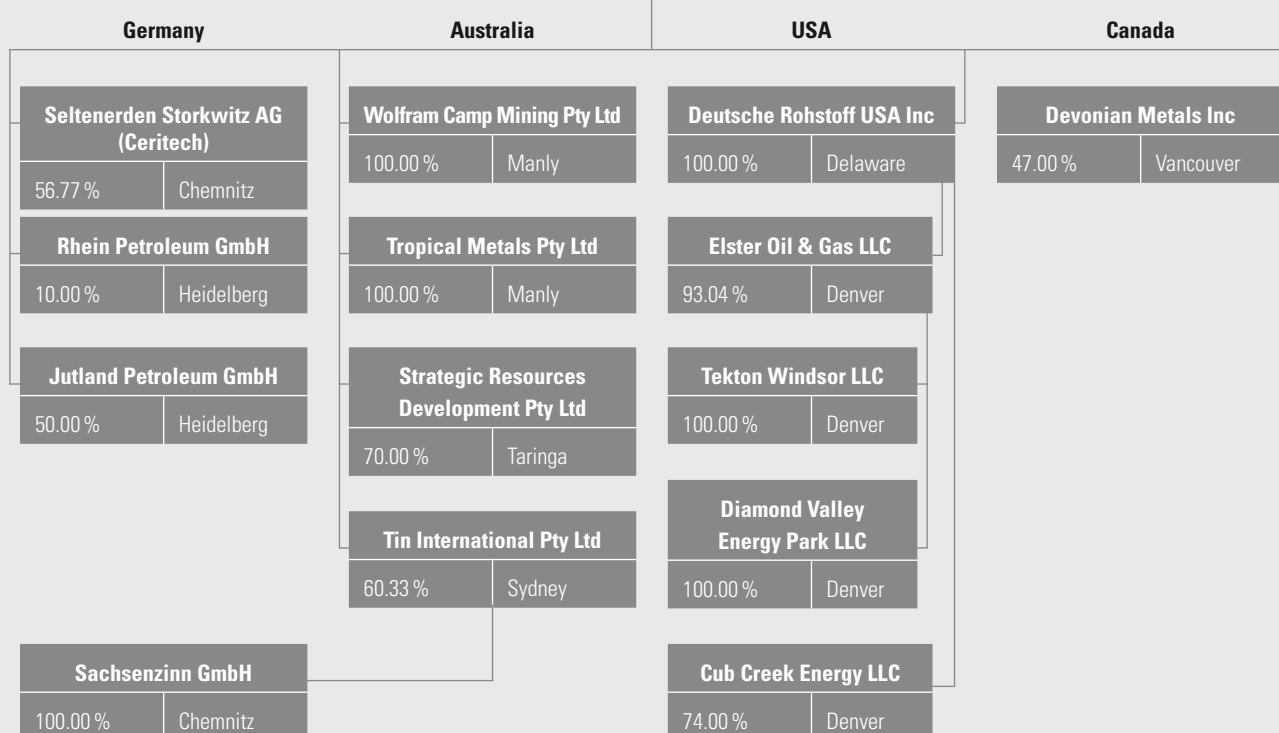 Germany
Australia
USA
Canada
Seltenerden Storkwitz AG
(Ceritech)
56.77 %
Chemnitz
Rhein Petroleum GmbH
10.00 %
Heidelberg
Jutland Petroleum GmbH
50.00 %
Heidelberg
Sachsenzinn GmbH
100.00 %
Chemnitz
Wolfram Camp Mining Pty Ltd
100.00 %
Manly
Tropical Metals Pty Ltd
100.00 %
Manly
Strategic Resources
Development Pty Ltd
70.00 %
Taringa
Tin International Pty Ltd
60.33 %
Sydney
Deutsche Rohstoff USA Inc
100.00 %
Delaware
Elster Oil & Gas LLC
93.04 %
Denver
Tekton Windsor LLC
100.00 %
Denver
Diamond Valley
Energy Park LLC
100.00 %
Denver
Cub Creek Energy LLC
74.00 %
Denver
Devonian Metals Inc
47.00 %
Vancouver